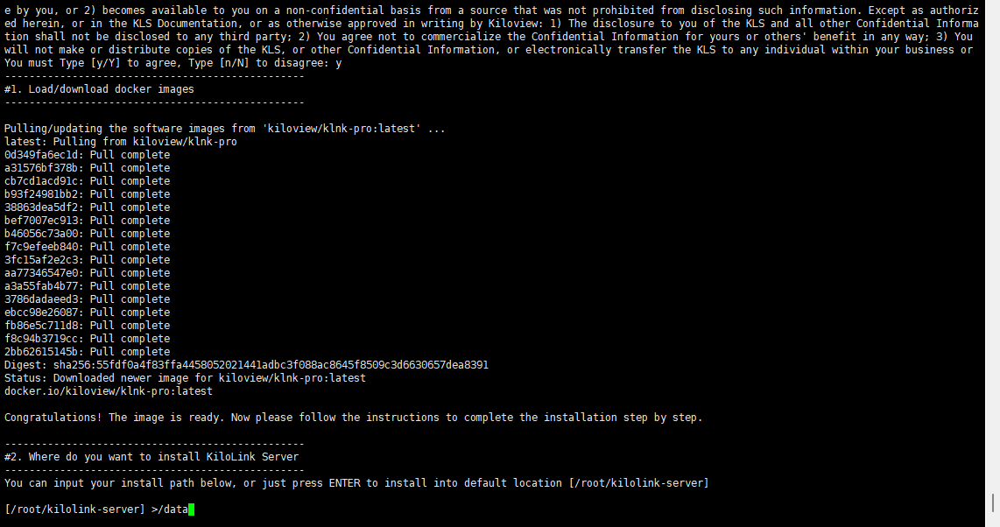 e by you, or 2) becomes available to you on a non-confidential basis from a source that was not prohibited from disclosing such information. Except as authoriz
ed herein, or in the KLS Documentation, or as otherwise approved in writing by Kiloview: 1) The disclosure to you of the KLS and all other Confidential Informa
tion shall not be disclosed to any third party; 2) You agree not to commercialize the Confidential Information for yours or others' benefit in any way; 3) You
will not make or distribute copies of the KLS, or other Confidential Information, or electronically transfer the KLS to any individual within your business or
You must Type [y/Y] to agree, Type [n/N] to disagree: y
-------------------------------------------------
#1. Load/download docker images
-------------------------------------------------
Pulling/updating the software images from 'kiloview/klnk-pro:latest' ...
latest: Pulling from kiloview/klnk-pro
0d349fa6ec1d: Pull complete
a31576bf378b: Pull complete
cb7cd1acd91c: Pull complete
b93f24981bb2: Pull complete
38863dea5df2: Pull complete
bef7007ec913: Pull complete
b46056c73a00: Pull complete
f7c9efeeb840: Pull complete
3fc15af2e2c3: Pull complete
aa77346547e0: Pull complete
a3a55fab4b77: Pull complete
3786dadaeed3: Pull complete
ebcc98e26087: Pull complete
fb86e5c711d8: Pull complete
f8c94b3719cc: Pull complete
2bb62615145b: Pull complete
Digest: sha256:55fdf0a4f83ffa4458052021441adbc3f088ac8645f8509c3d6630657dea8391
Status: Downloaded newer image for kiloview/klnk-pro:latest
docker.io/kiloview/klnk-pro:latest
Congratulations! The image is ready. Now please follow the instructions to complete the installation step by step.
-------------------------------------------------
#2. Where do you want to install KiloLink Server
-------------------------------------------------
You can input your install path below, or just press ENTER to install into default location [/root/kilolink-server]
[/root/kilolink-server] >/data